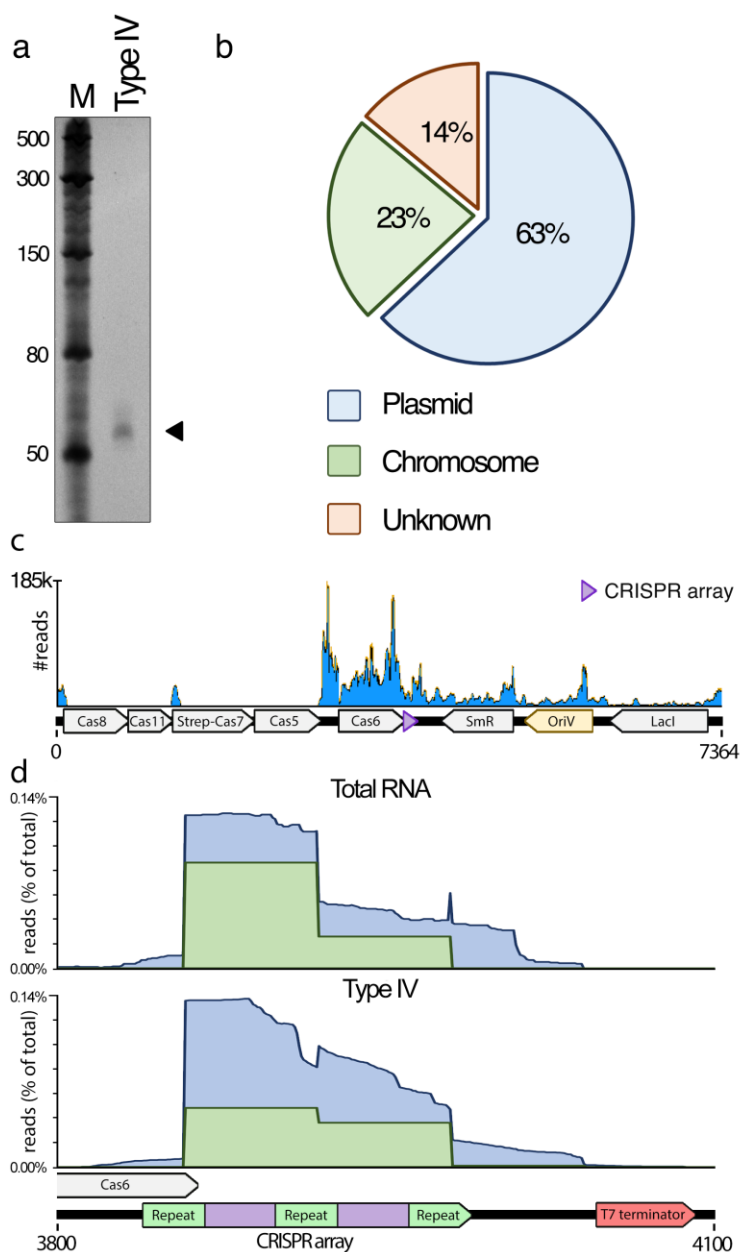 a
M
Type IV
500
300
150
80
50
b
14%
23%
63%
Plasmid
Chromosome
Unknown
c
185k
#reads
CRISPR array
Cas8
Cas11
Strep-Cas7
Cas5
Cas6
SmR
OriV
LacI
0
7364
d
Total RNA
0.14%
reads (% of total)
0.00%
Type IV
0.14%
reads (% of total)
0.00%
Cas6
Repeat
Repeat
Repeat
T7 terminator
3800
CRISPR array
4100